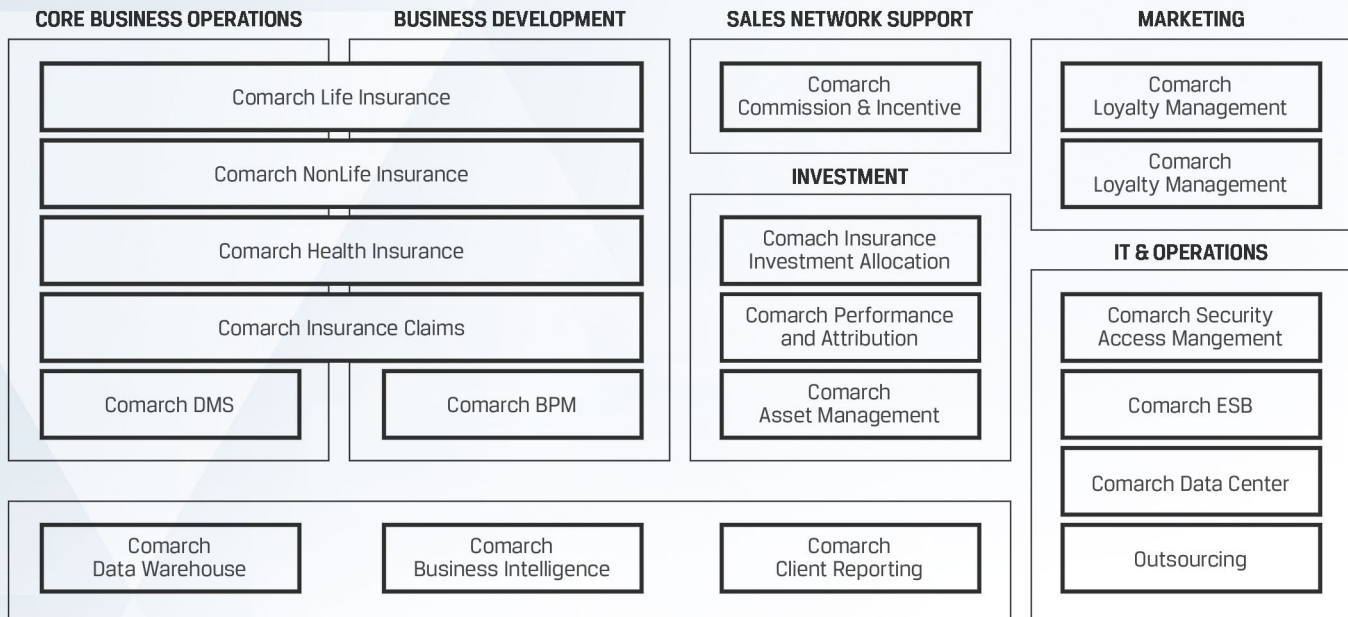 CORE BUSINESS OPERATIONS
BUSINESS DEVELOPMENT
SALES NETWORK SUPPORT
MARKETING
Comarch Life Insurance
Comarch NonLife Insurance
Comarch Health Insurance
Comarch Insurance Claims
Comarch DMS
Comarch BPM
Comarch
Commission & Incentive
INVESTMENT
Comach Insurance
Investment Allocation
Comarch Performance
and Attribution
Comarch
Asset Management
Comarch
Loyalty Management
Comarch
Loyalty Management
IT & OPERATIONS
Comarch Security
Access Mangement
Comarch ESB
Comarch Data Center
Outsourcing
Comarch
Data Warehouse
Comarch
Business Intelligence
Comarch
Client Reporting